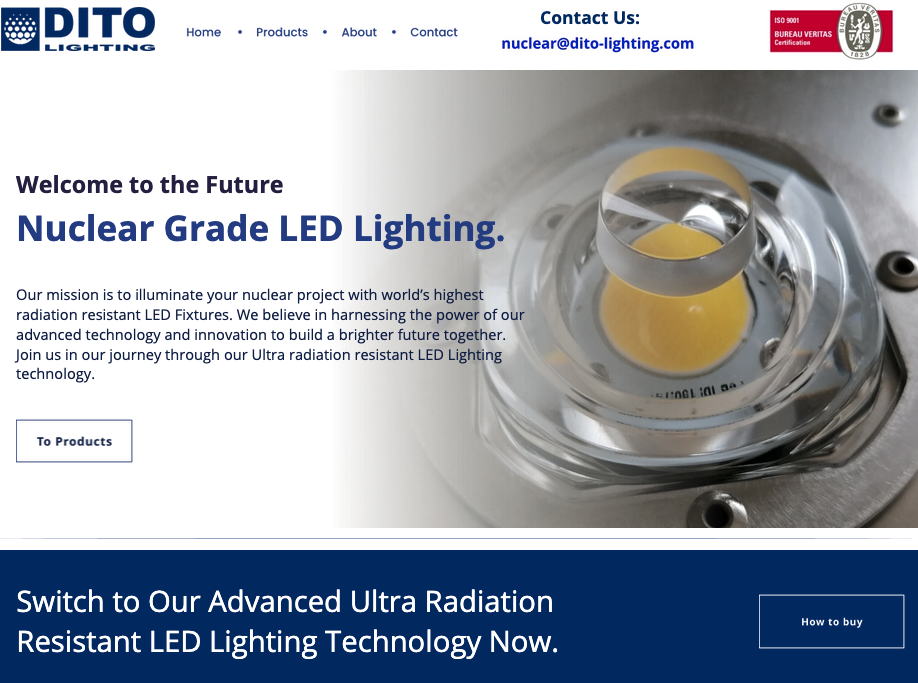 DITO
LIGHTING
Home • Products • About • Contact
Contact Us:
nuclear@dito-lighting.com
ISO 9001
BUREAU VERITAS
Certification
BUREAU VERITAS
1828
Welcome to the Future
Nuclear Grade LED Lighting.
Our mission is to illuminate your nuclear project with world’s highest
radiation resistant LED Fixtures. We believe in harnessing the power of our
advanced technology and innovation to build a brighter future together.
Join us in our journey through our Ultra radiation resistant LED Lighting
technology.
To Products
Switch to Our Advanced Ultra Radiation
Resistant LED Lighting Technology Now.
How to buy